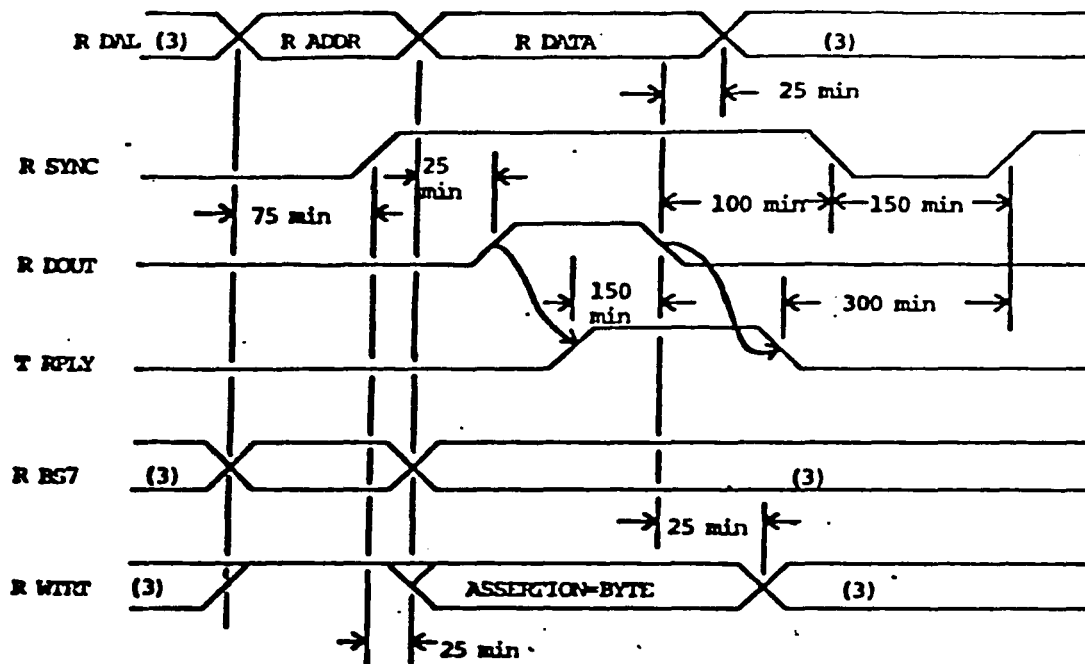 R DAL (3) R ADDR R DATA (3)
25 min
R SYNC
25 min
75 min
100 min 150 min
R DOUT
150 min
300 min
T RPLY
R BS7 (3) (3)
25 min
R WTBT (3) ASSERTION=BYTE (3)
25 min